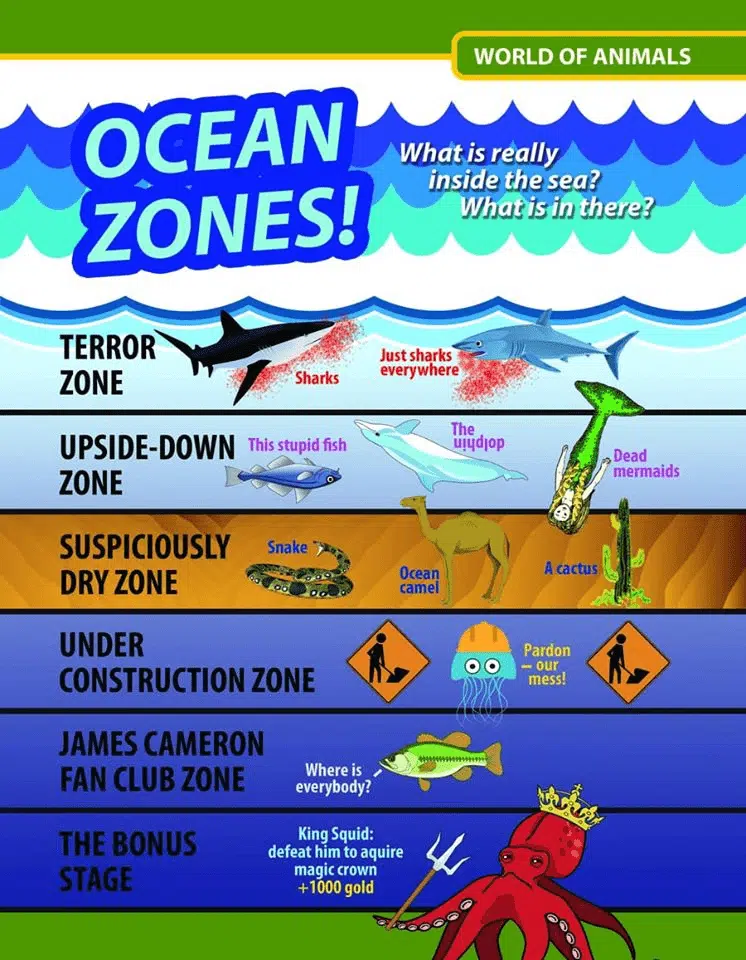 WORLD OF ANIMALS
OCEAN
ZONES!
What is really
inside the sea?
What is in there?
TERROR
ZONE
Sharks
Just sharks
everywhere
UPSIDE-DOWN
ZONE
This stupid fish
The
dolphin
Dead
mermaids
SUSPICIOUSLY
DRY ZONE
Snake
Ocean
camel
A cactus
UNDER
CONSTRUCTION ZONE
Pardon
– our
mess!
JAMES CAMERON
FAN CLUB ZONE
Where is
everybody?
THE BONUS
STAGE
King Squid:
defeat him to aquire
magic crown
+1000 gold